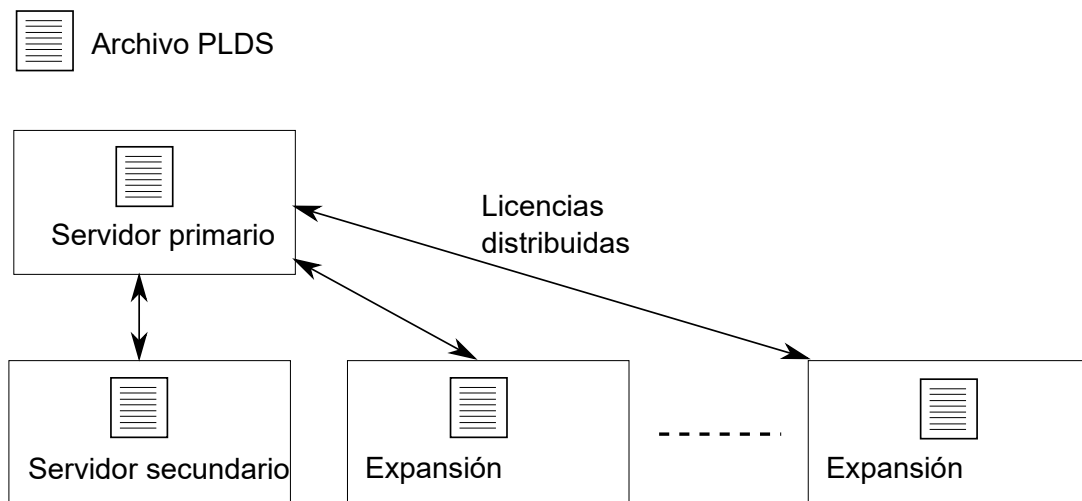 Archivo PLDS
Servidor primario
Licencias
distribuidas
Servidor secundario
Expansión
Expansión